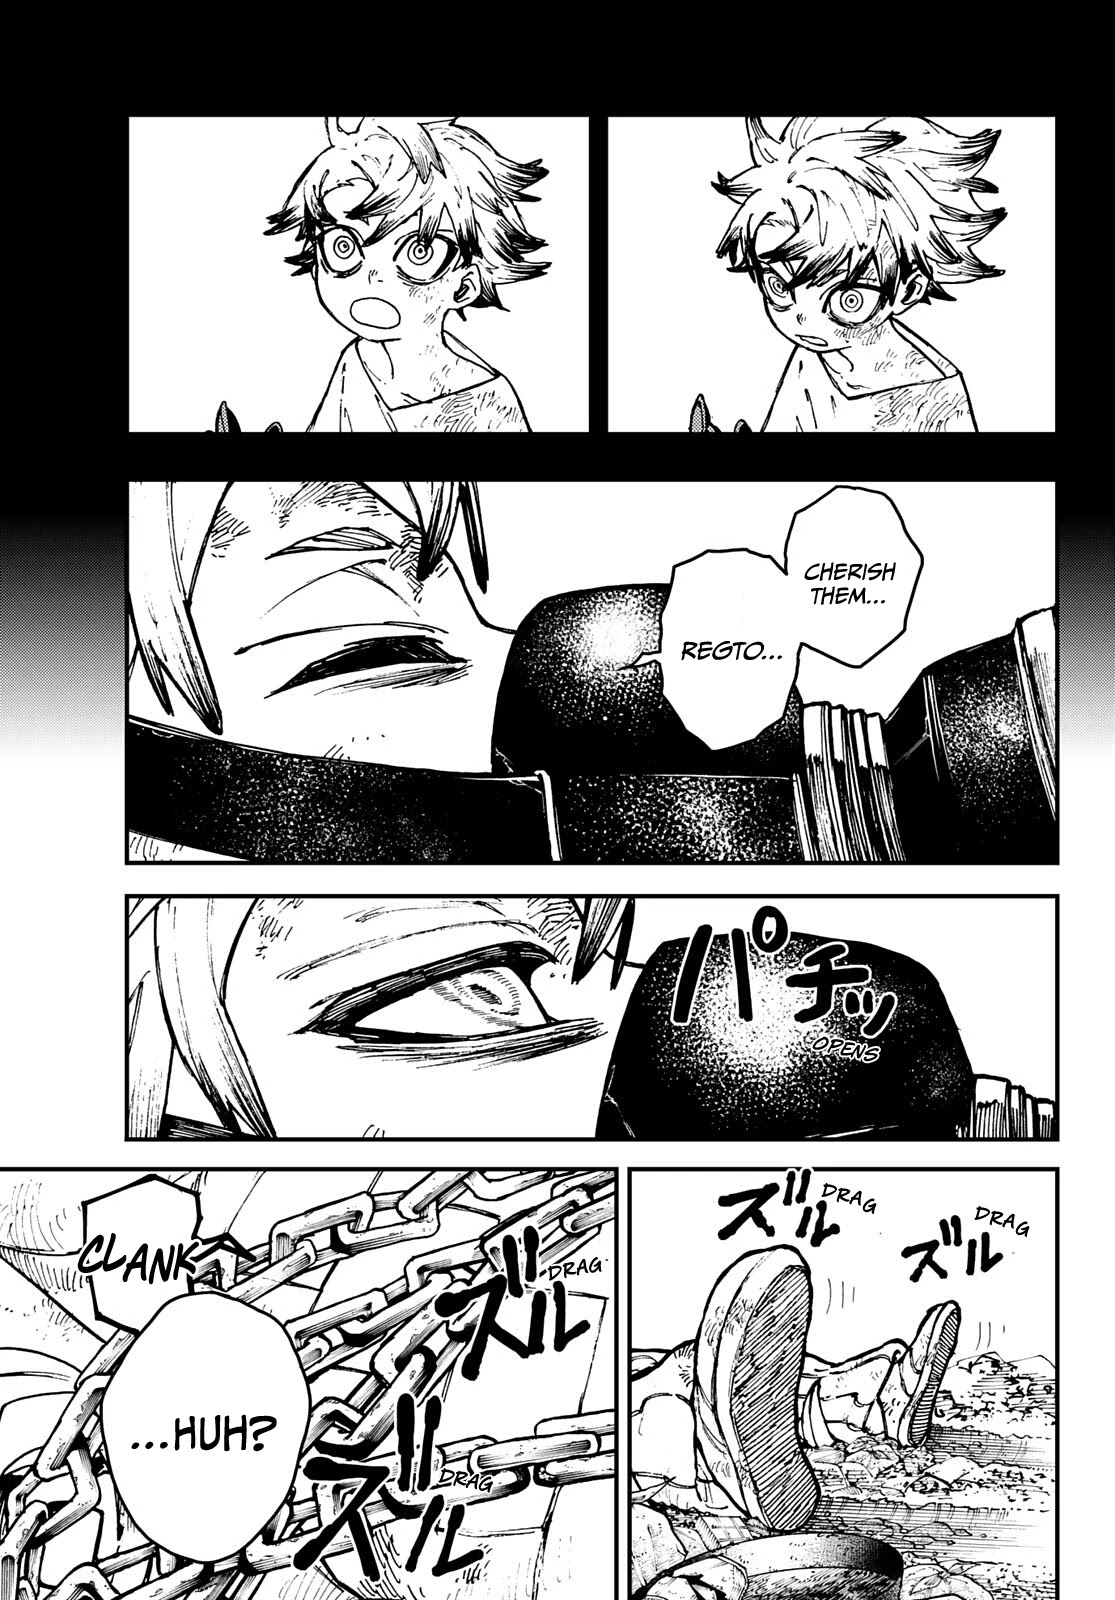 CHERISH
THEM...
REGTO...
パチッ
OPENS
ズル
DRAG
ズル
DRAG
CLANK
ズル
DRAG
...HUH?
ズル
DRAG